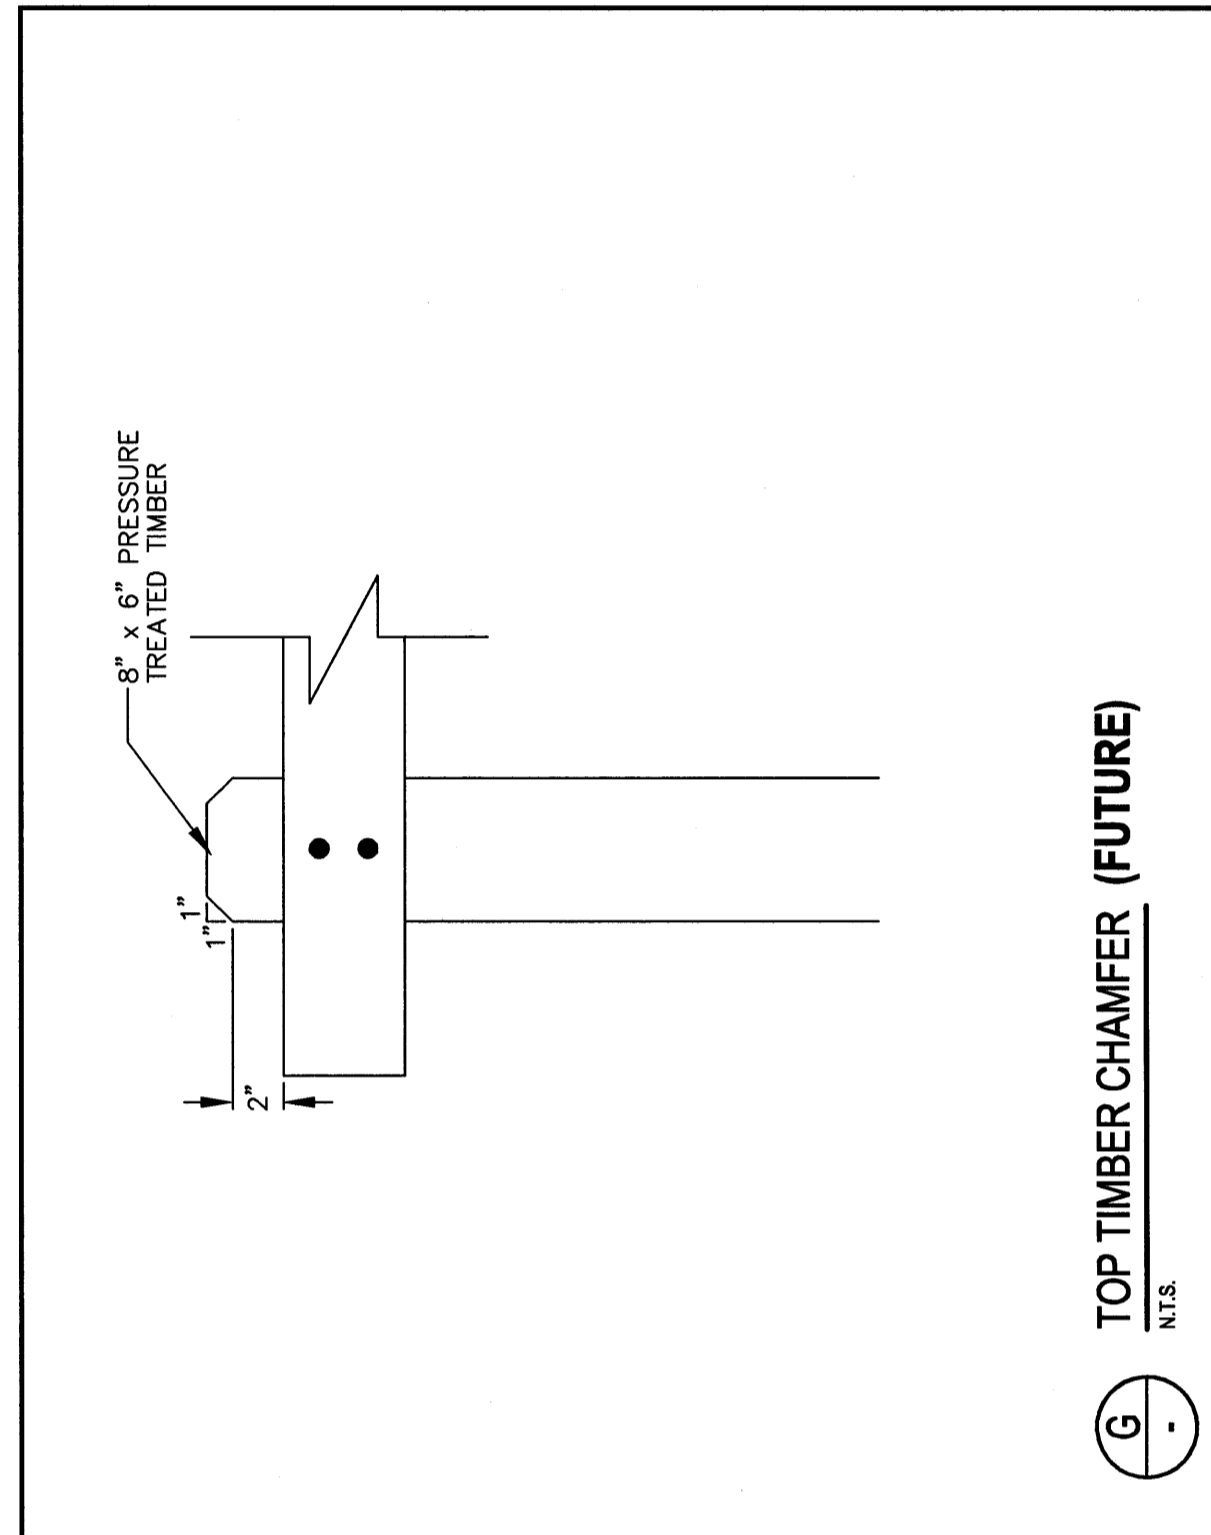 8" x 6" PRESSURE
TREATED TIMBER
1"
1"
2"
TOP TIMBER CHAMFER (FUTURE)
N.T.S.
G
-